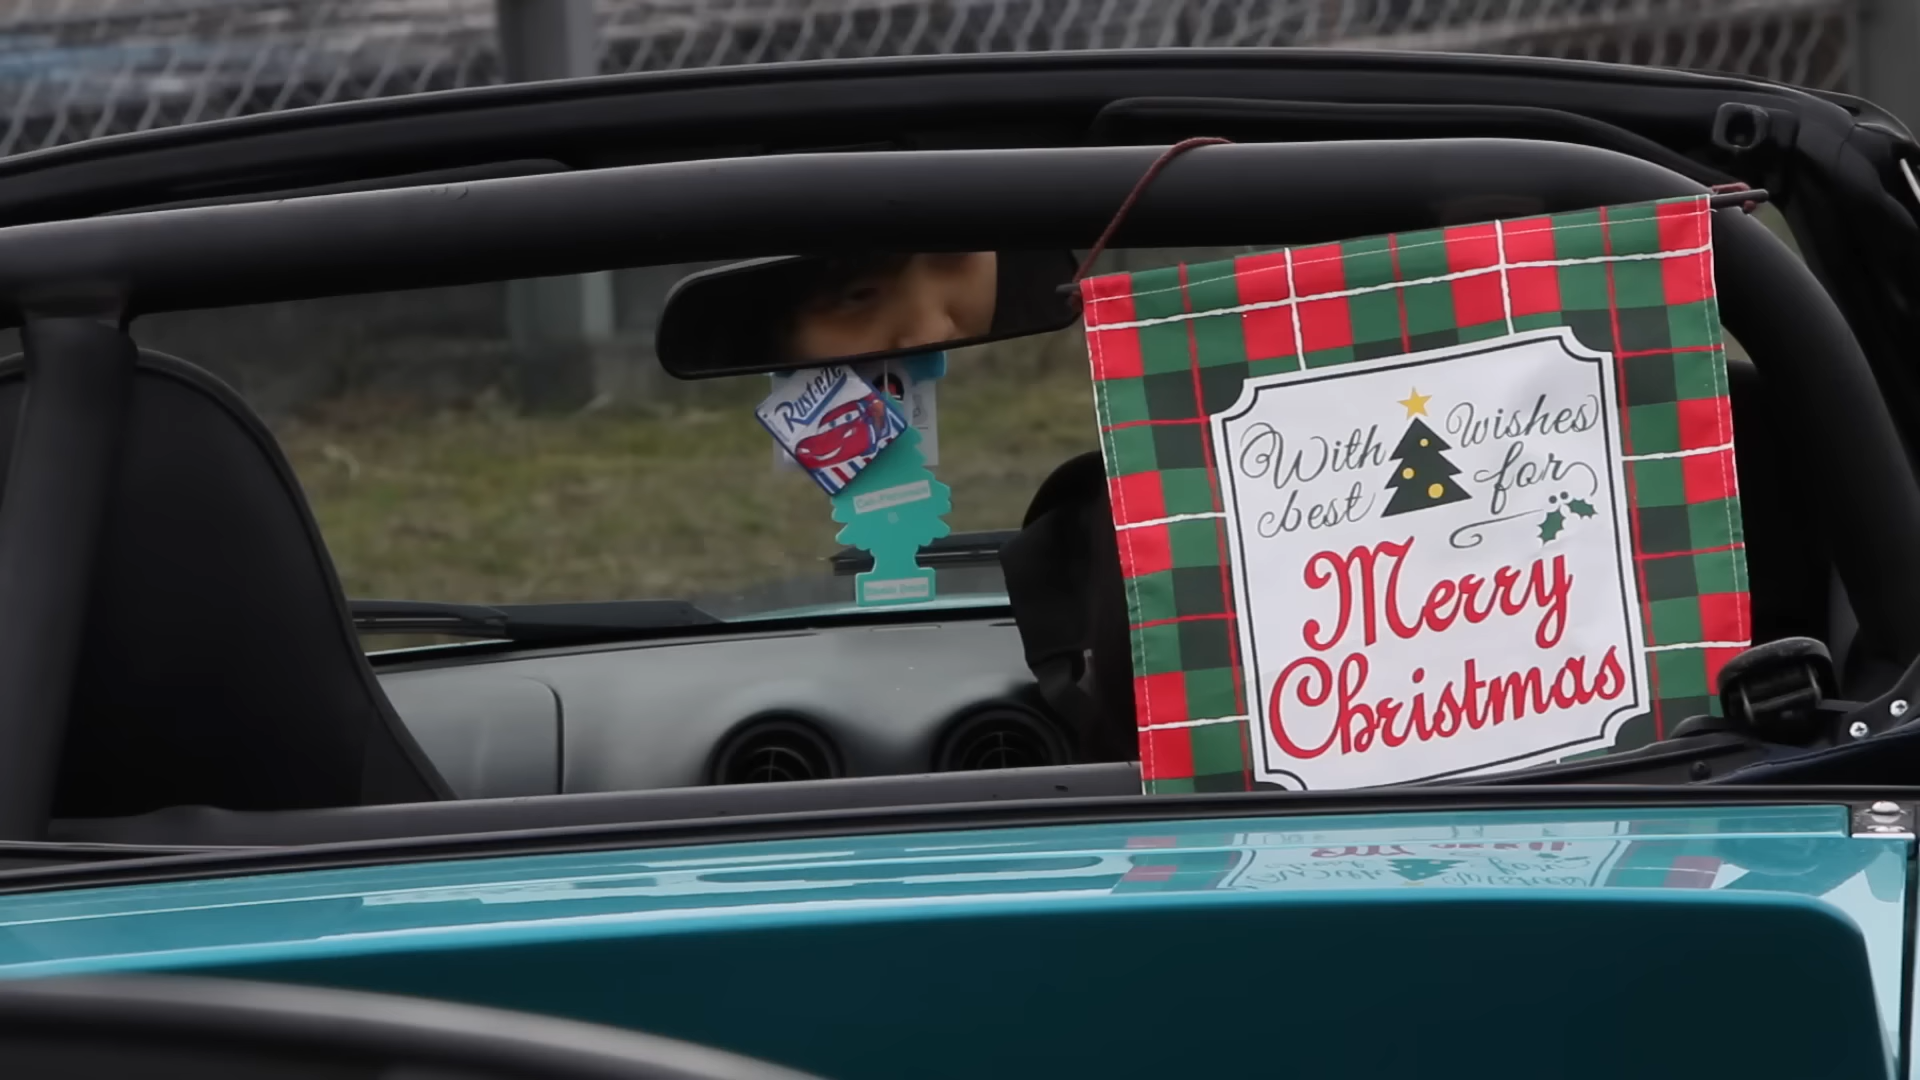 Rust-eze
With best
wishes for
Merry
Christmas